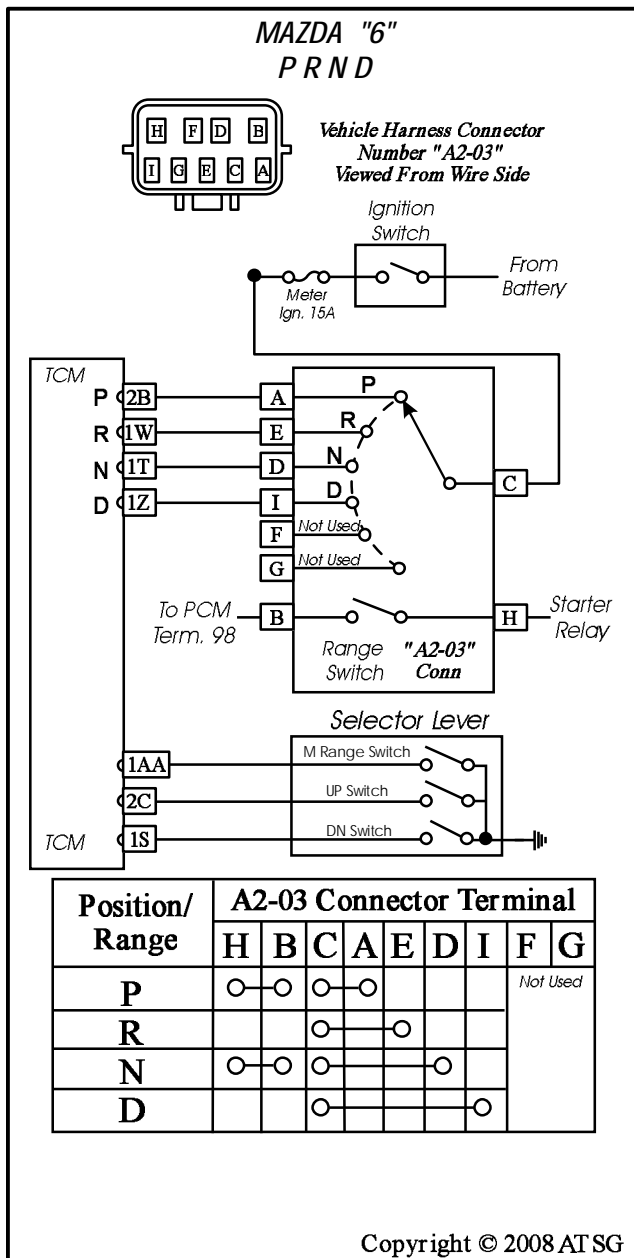 MAZDA "6"
P R N D
H F D B
I G E C A
Vehicle Harness Connector
Number "A2-03"
Viewed From Wire Side
Ignition
Switch
From
Battery
Meter
Ign. 15A
TCM
P 2B A P
R 1W E R
N 1T D N
D 1Z I D
C
F Not Used
G Not Used
To PCM
Term. 98
B
H
Starter
Relay
Range
Switch
"A2-03"
Conn
Selector Lever
1AA M Range Switch
2C UP Switch
1S DN Switch
TCM
Position/
Range
A2-03 Connector Terminal
H B C A E D I F G
P
Not Used
R
N
D
Copyright © 2008 ATSG